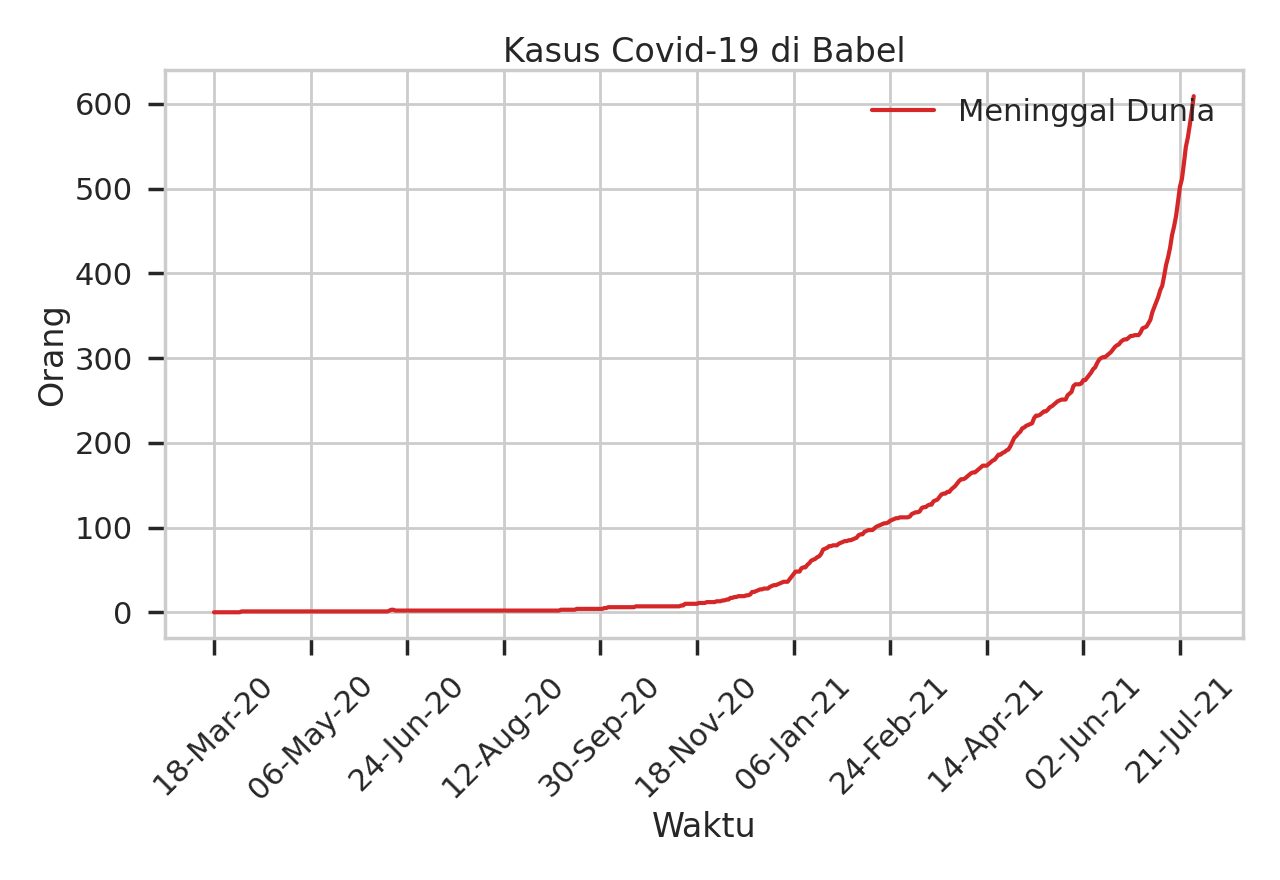 Kasus Covid-19 di Babel
Meninggal Dunia
600
500
400
300
200
100
0
Orang
18-Mar-20
06-May-20
24-Jun-20
12-Aug-20
30-Sep-20
18-Nov-20
06-Jan-21
24-Feb-21
14-Apr-21
02-Jun-21
21-Jul-21
Waktu